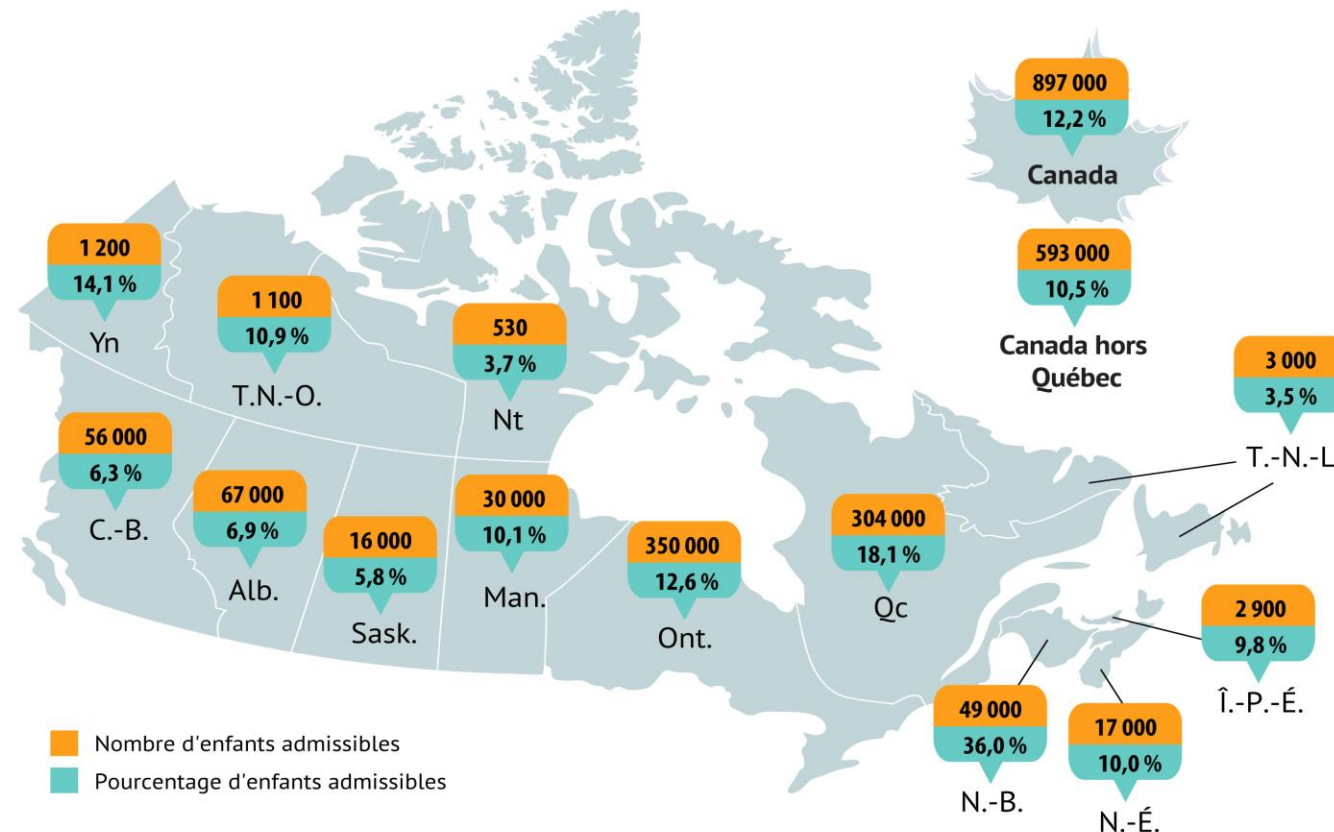 897 000
12,2 %
Canada
593 000
10,5 %
Canada hors
Québec
1 200
14,1 %
Yn
1 100
10,9 %
T.N.-O.
530
3,7 %
Nt
3 000
3,5 %
T.-N.-L
56 000
6,3 %
C.-B.
67 000
6,9 %
Alb.
16 000
5,8 %
Sask.
30 000
10,1 %
Man.
350 000
12,6 %
Ont.
304 000
18,1 %
Qc
2 900
9,8 %
Î.-P.-É.
49 000
36,0 %
N.-B.
17 000
10,0 %
N.-É.
Nombre d'enfants admissibles
Pourcentage d'enfants admissibles